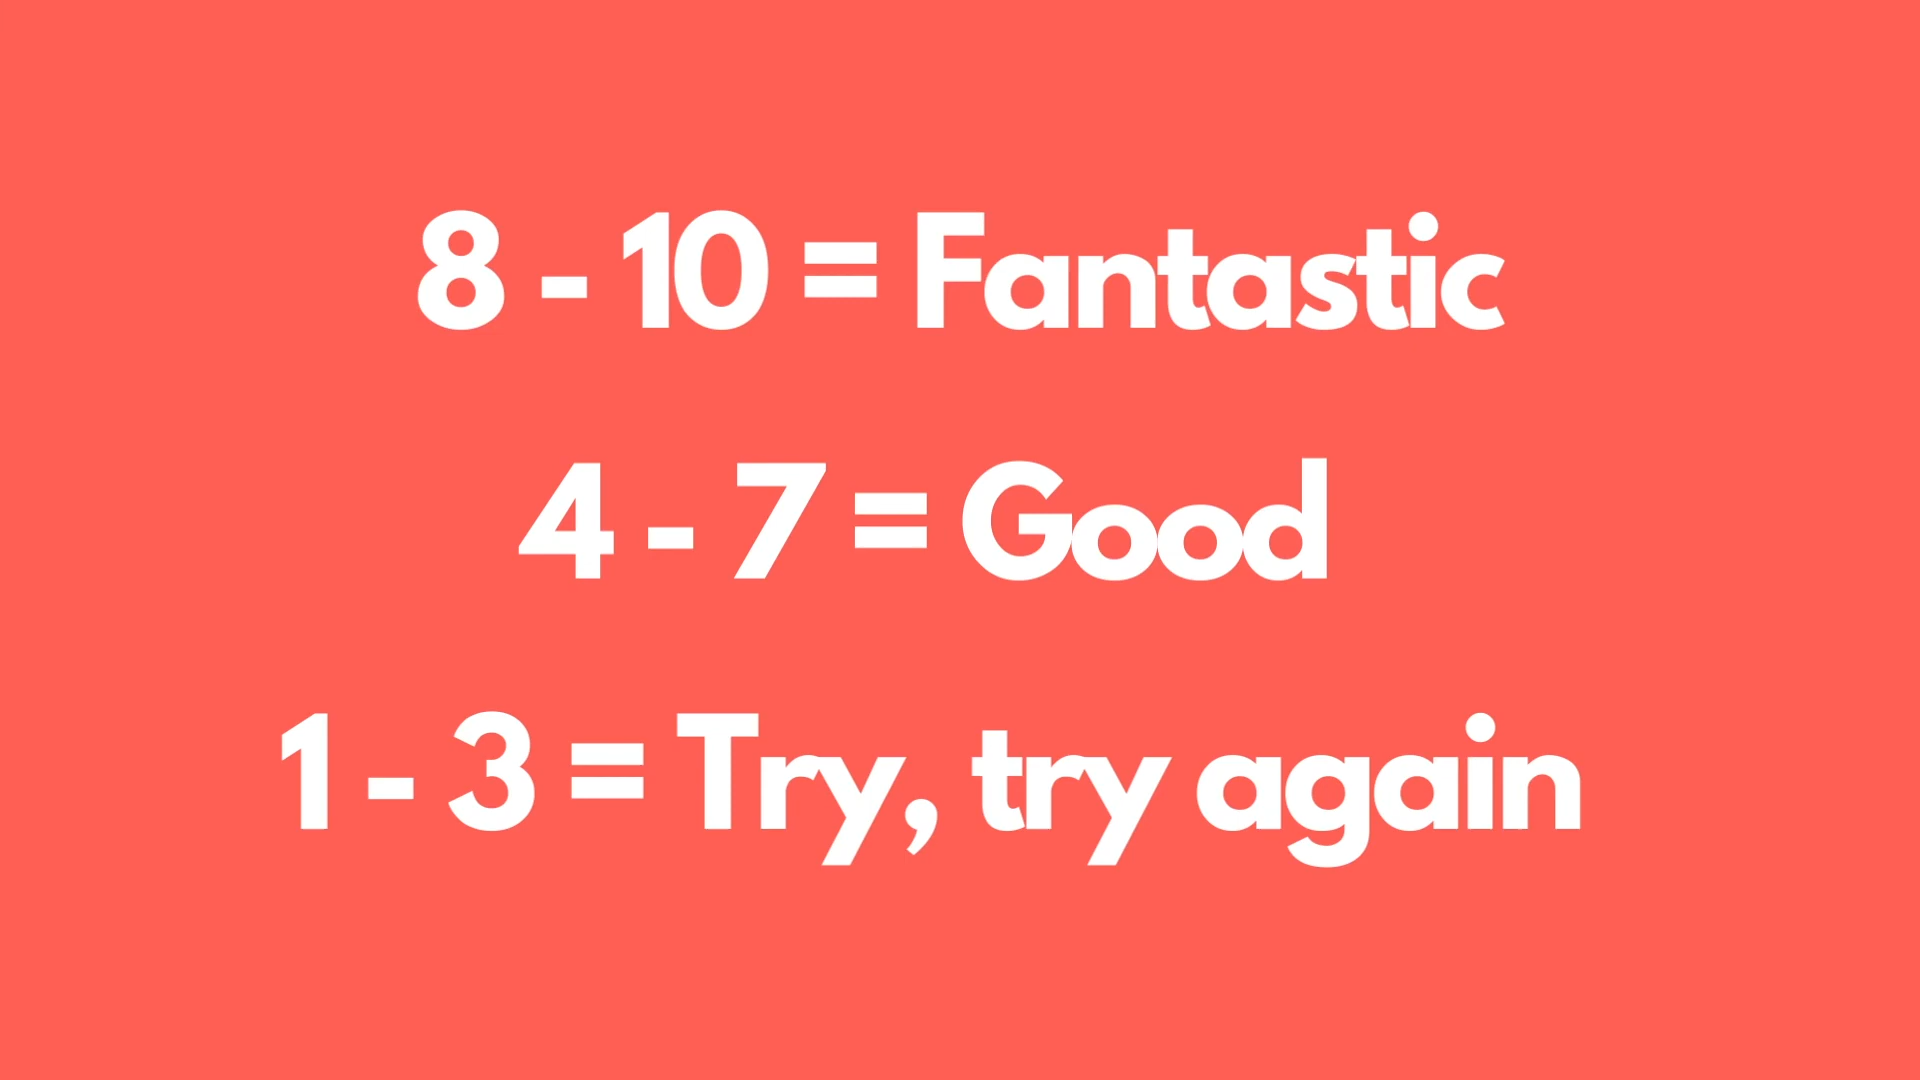 8 - 10 = Fantastic
4 - 7 = Good
1 - 3 = Try, try again